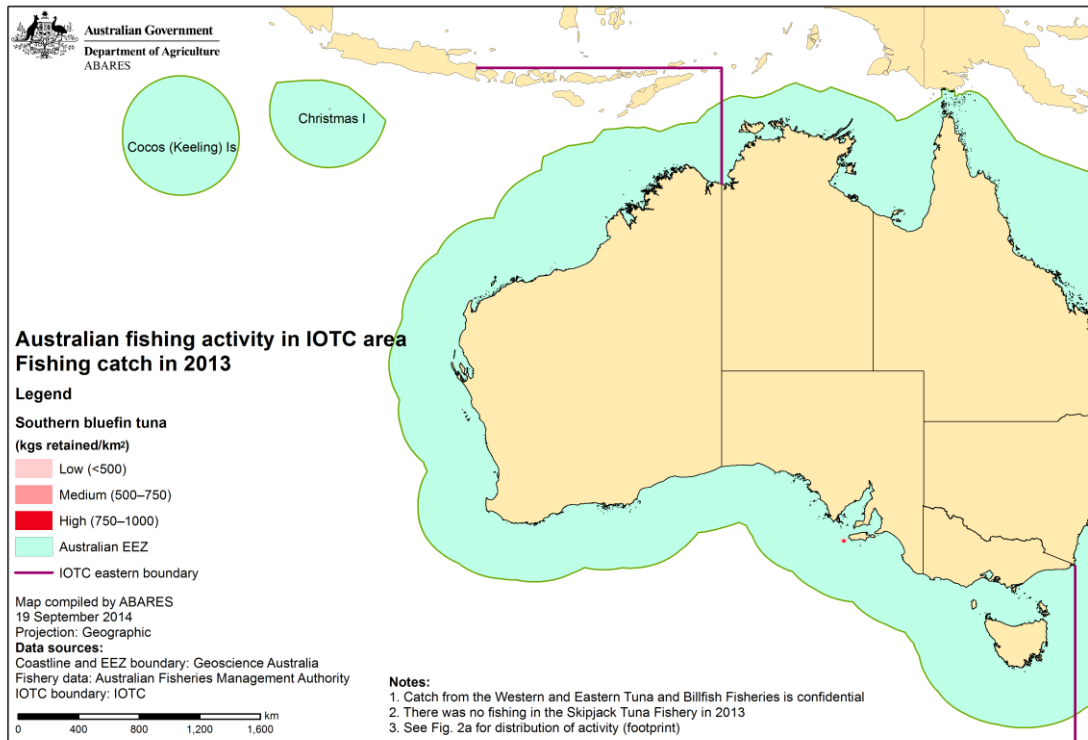 Australian Government
Department of Agriculture
ABARES
Cocos (Keeling) Is
Christmas I
Australian fishing activity in IOTC area
Fishing catch in 2013
Legend
Southern bluefin tuna
(kgs retained/km²)
Low (<500)
Medium (500–750)
High (750–1000)
Australian EEZ
IOTC eastern boundary
Map compiled by ABARES
19 September 2014
Projection: Geographic
Data sources:
Coastline and EEZ boundary: Geoscience Australia
Fishery data: Australian Fisheries Management Authority
IOTC boundary: IOTC
km
0 400 800 1,200 1,600
Notes:
1. Catch from the Western and Eastern Tuna and Billfish Fisheries is confidential
2. There was no fishing in the Skipjack Tuna Fishery in 2013
3. See Fig. 2a for distribution of activity (footprint)